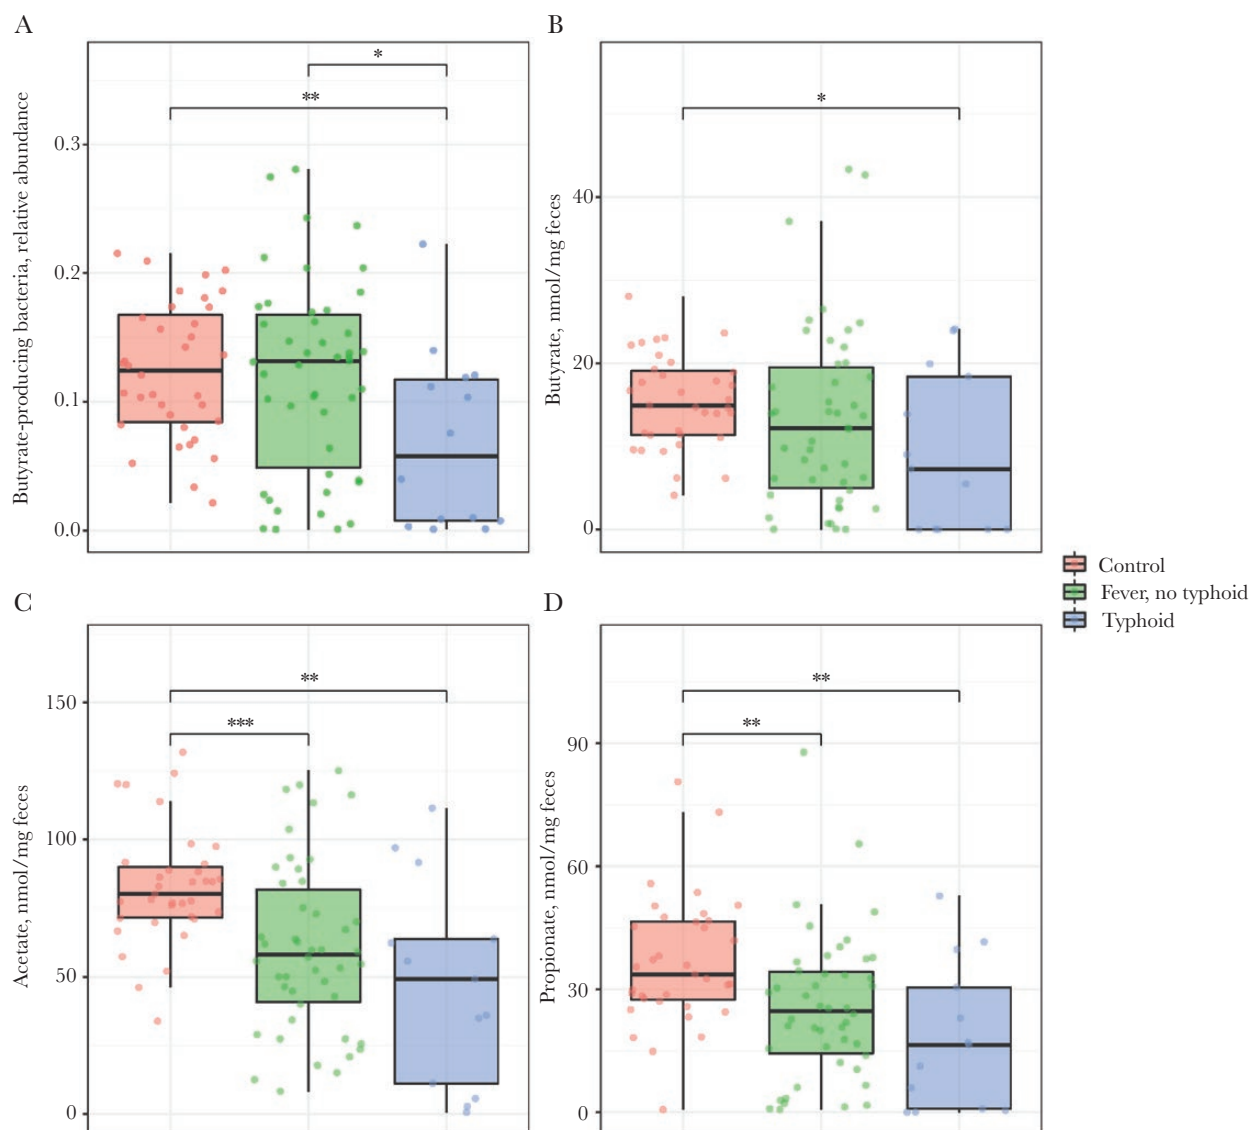 A
Butyrate-producing bacteria, relative abundance
0.3
0.2
0.1
0.0
*
**
B
Butyrate, nmol/mg feces
40
20
0
*
Control
Fever, no typhoid
Typhoid
C
Acetate, nmol/mg feces
150
100
50
0
**
***
D
Propionate, nmol/mg feces
90
60
30
0
**
**